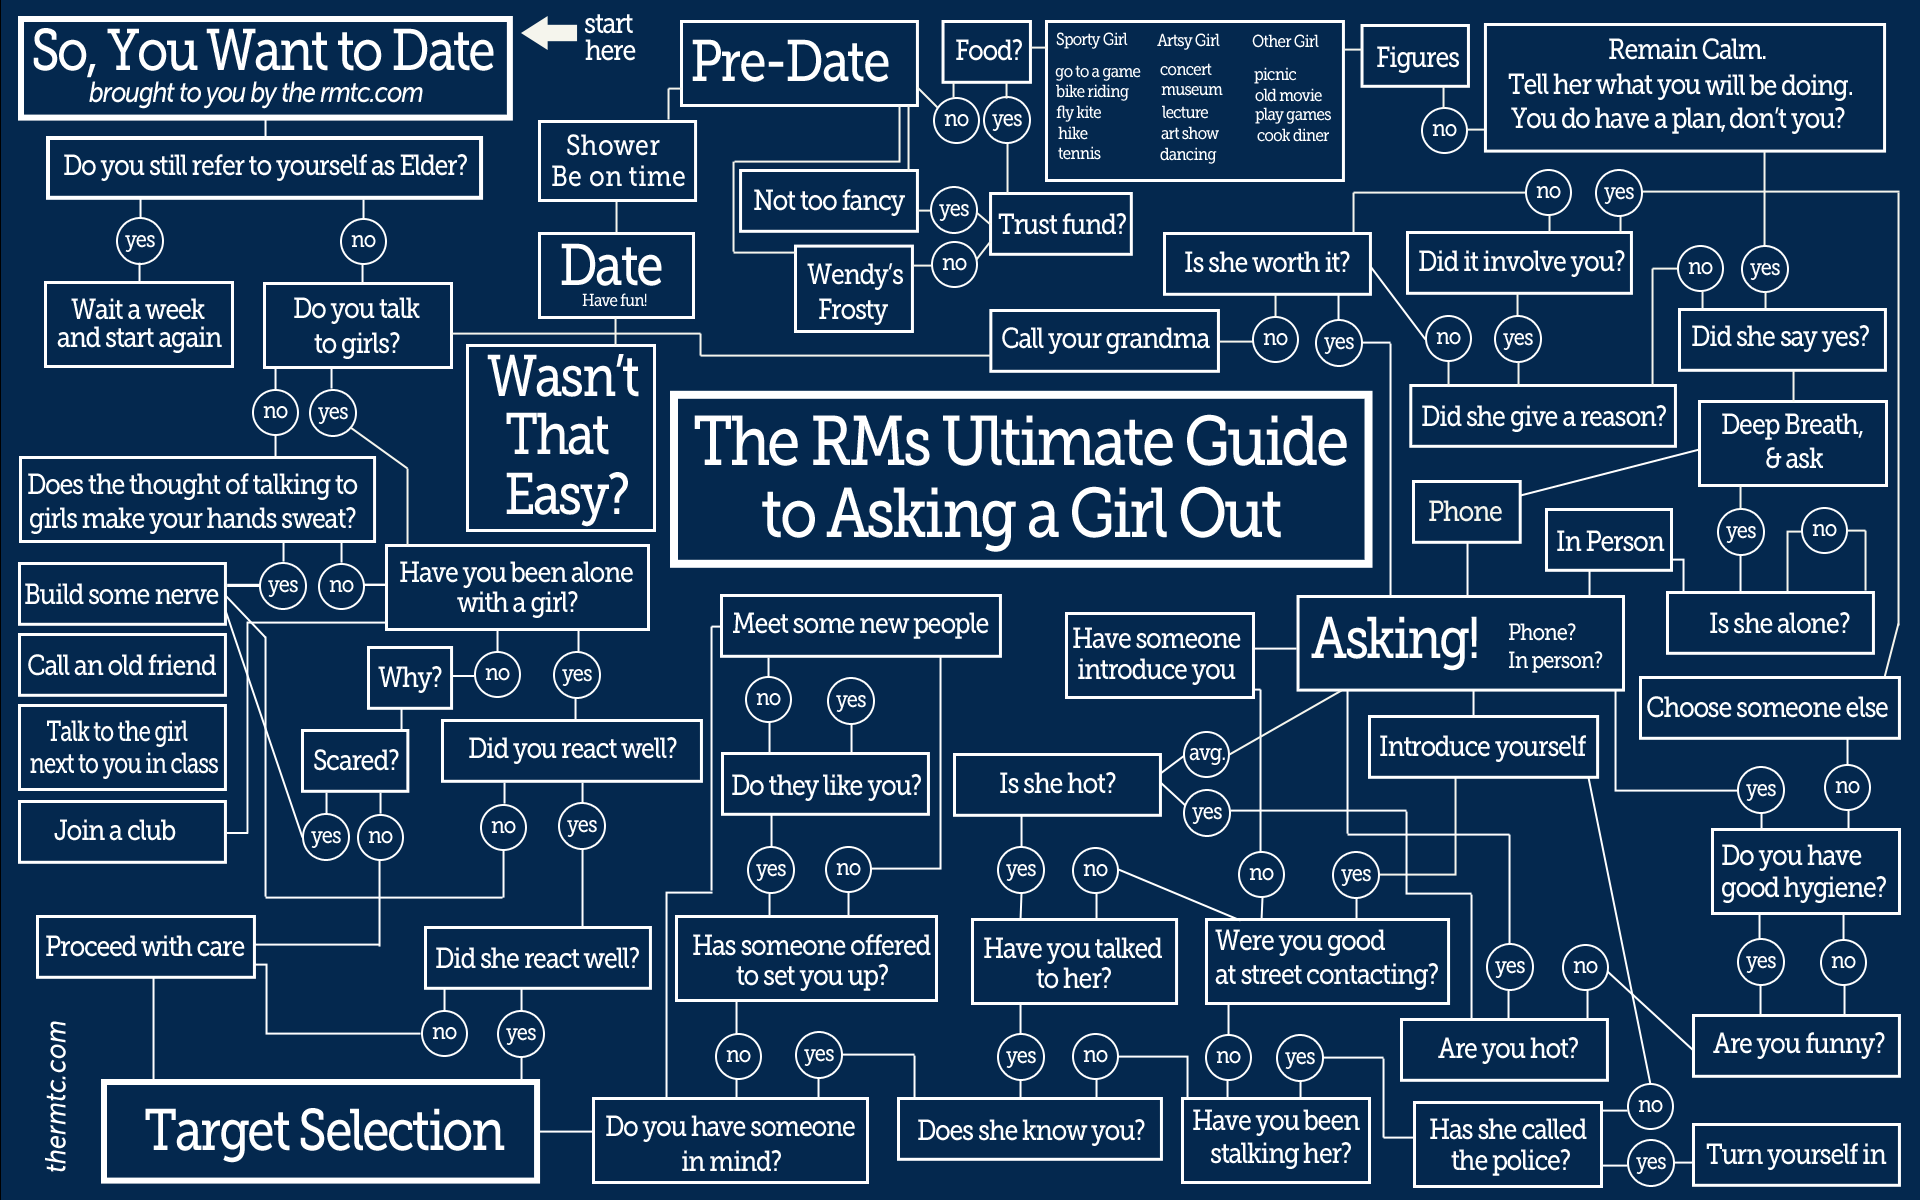 So, You Want to Date
brought to you by the rmtc.com
start
here
Do you still refer to yourself as Elder?
yes
no
Wait a week
and start again
Do you talk
to girls?
no
yes
Does the thought of talking to
girls make your hands sweat?
yes
no
Build some nerve
Call an old friend
Talk to the girl
next to you in class
Join a club
Have you been alone
with a girl?
no
yes
Why?
Scared?
yes
no
Did you react well?
no
yes
Proceed with care
Did she react well?
no
yes
thermtc.com
Target Selection
Pre-Date
Shower
Be on time
Date
Have fun!
Wasn't
That
Easy?
Food?
no
yes
Not too fancy
yes
Trust fund?
Wendy's
Frosty
no
Sporty Girl
go to a game
bike riding
fly kite
hike
tennis
Artsy Girl
concert
museum
lecture
art show
dancing
Other Girl
picnic
old movie
play games
cook diner
Figures
no
Remain Calm.
Tell her what you will be doing.
You do have a plan, don't you?
no
yes
Is she worth it?
Did it involve you?
no
yes
Call your grandma
no
yes
no
yes
Did she say yes?
Did she give a reason?
Deep Breath,
& ask
The RMs Ultimate Guide
to Asking a Girl Out
Phone
In Person
yes
no
Is she alone?
Asking!
Phone?
In person?
Have someone
introduce you
Introduce yourself
Choose someone else
yes
no
Do you have
good hygiene?
yes
no
Are you funny?
Meet some new people
no
yes
Do they like you?
yes
no
Has someone offered
to set you up?
no
yes
Do you have someone
in mind?
Is she hot?
avg.
yes
yes
no
Have you talked
to her?
yes
no
Does she know you?
no
yes
Were you good
at street contacting?
no
yes
Have you been
stalking her?
yes
no
Are you hot?
Has she called
the police?
no
yes
Turn yourself in